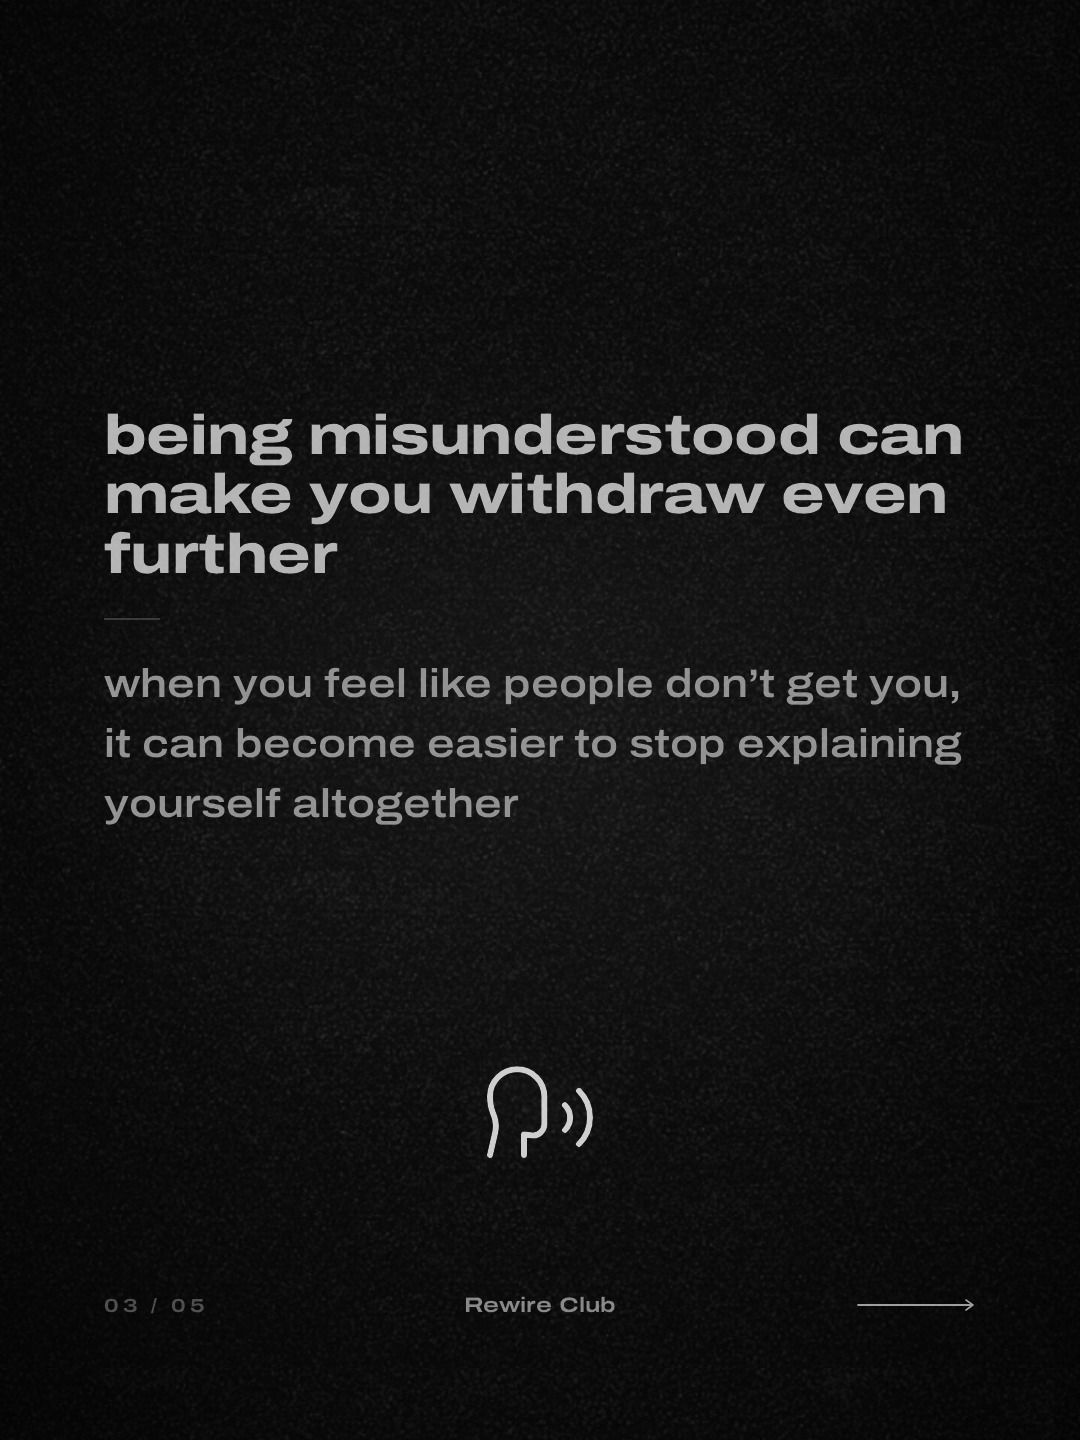 being misunderstood can
make you withdraw even
further
when you feel like people don’t get you,
it can become easier to stop explaining
yourself altogether
03 / 05
Rewire Club